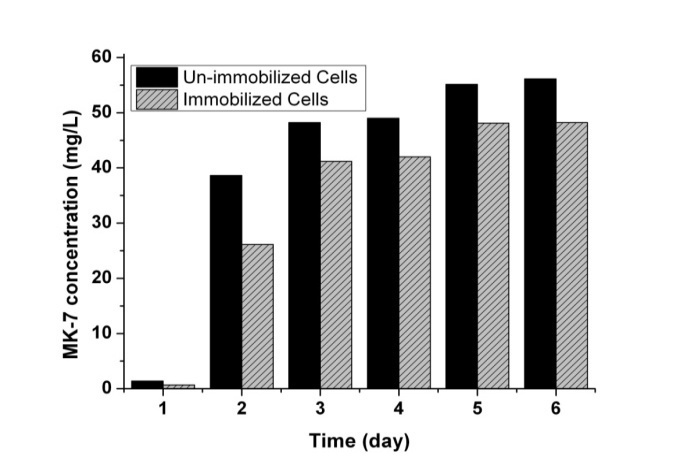 60
50
40
30
20
10
0
MK-7 concentration (mg/L)
Un-immobilized Cells
Immobilized Cells
1 2 3 4 5 6
Time (day)